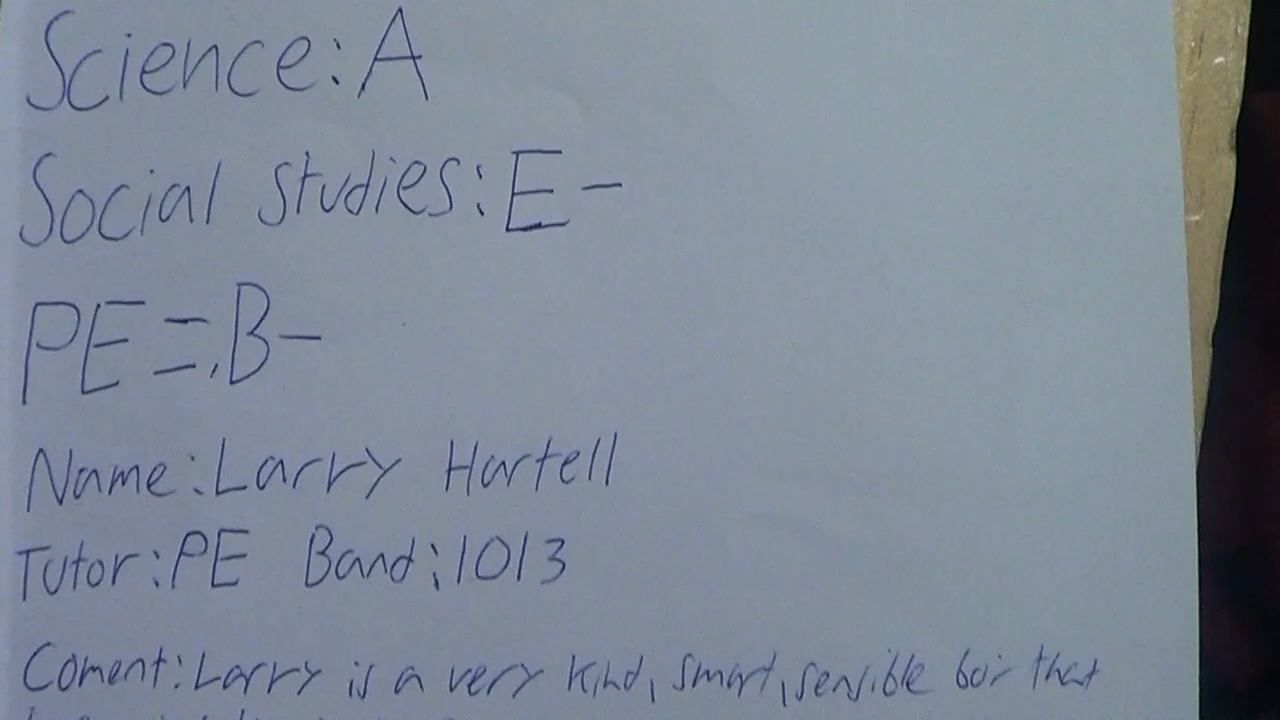 Science: A
Social studies: E-
PE =, B-
Name: Larry Hartell
Tutor: PE Band: 1013
Coment: Larry is a very kind, smart, sensible boi that